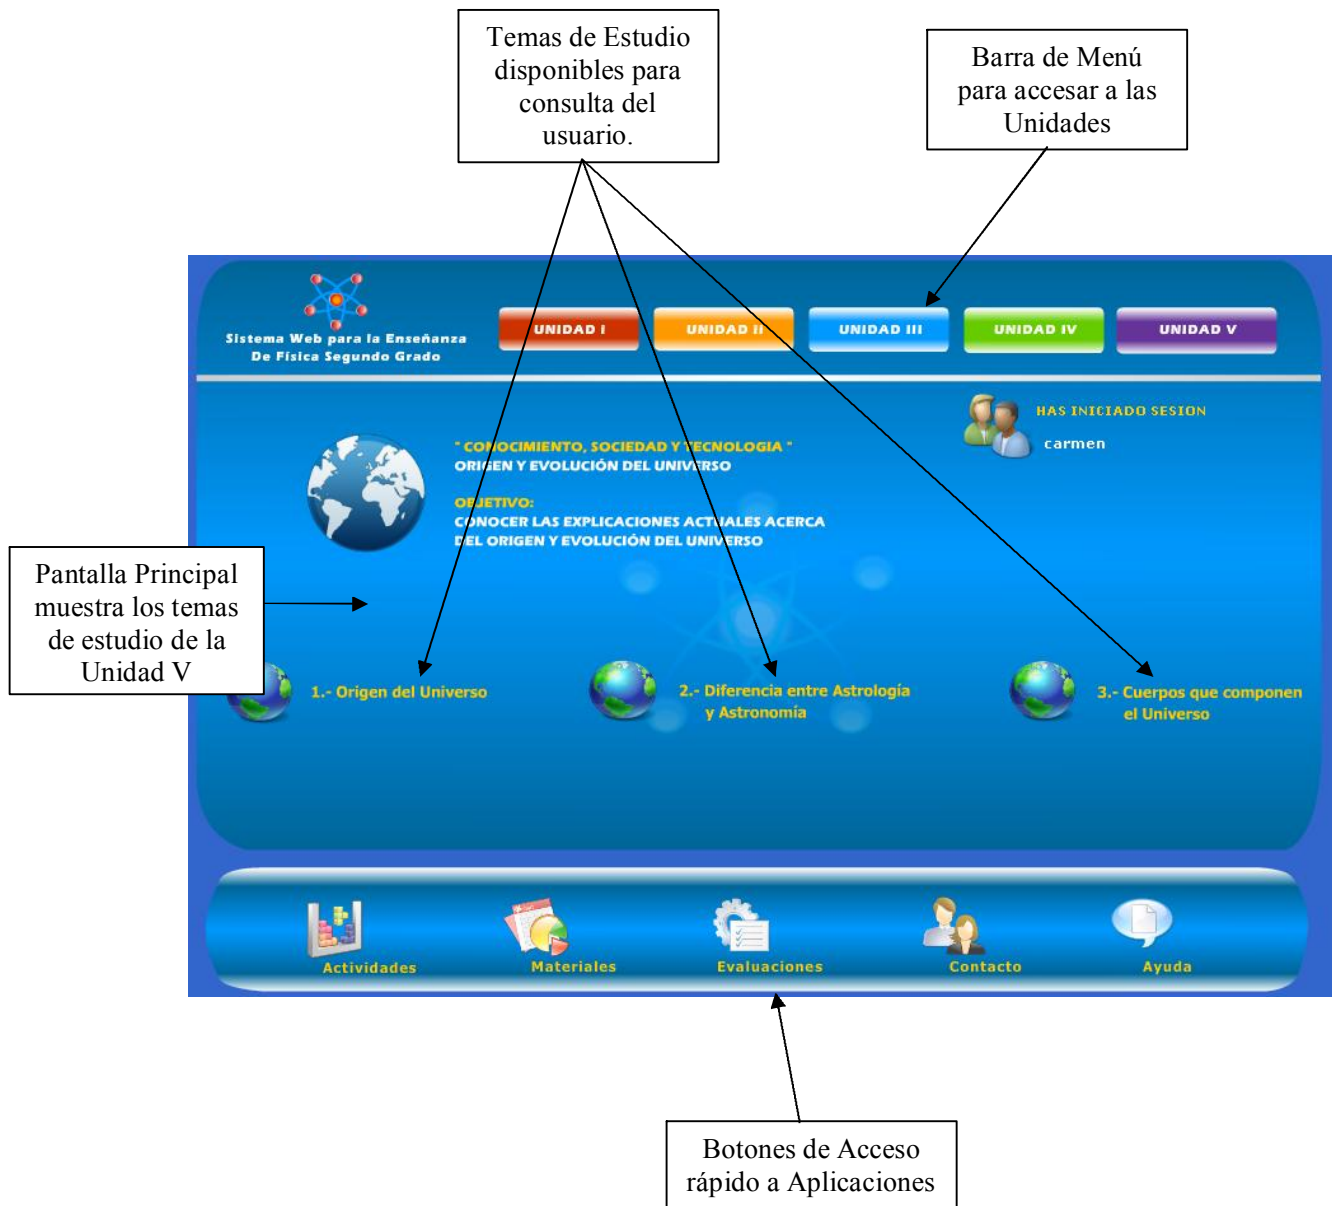 Temas de Estudio
disponibles para
consulta del
usuario.
Barra de Menú
para accesar a las
Unidades
Sistema Web para la Enseñanza
De Física Segundo Grado
UNIDAD I
UNIDAD II
UNIDAD III
UNIDAD IV
UNIDAD V
HAS INICIADO SESION
carmen
" CONOCIMIENTO, SOCIEDAD Y TECNOLOGIA "
ORIGEN Y EVOLUCIÓN DEL UNIVERSO
OBJETIVO:
CONOCER LAS EXPLICACIONES ACTUALES ACERCA
DEL ORIGEN Y EVOLUCIÓN DEL UNIVERSO
Pantalla Principal
muestra los temas
de estudio de la
Unidad V
1.- Origen del Universo
2.- Diferencia entre Astrología
y Astronomía
3.- Cuerpos que componen
el Universo
Actividades
Materiales
Evaluaciones
Contacto
Ayuda
Botones de Acceso
rápido a Aplicaciones